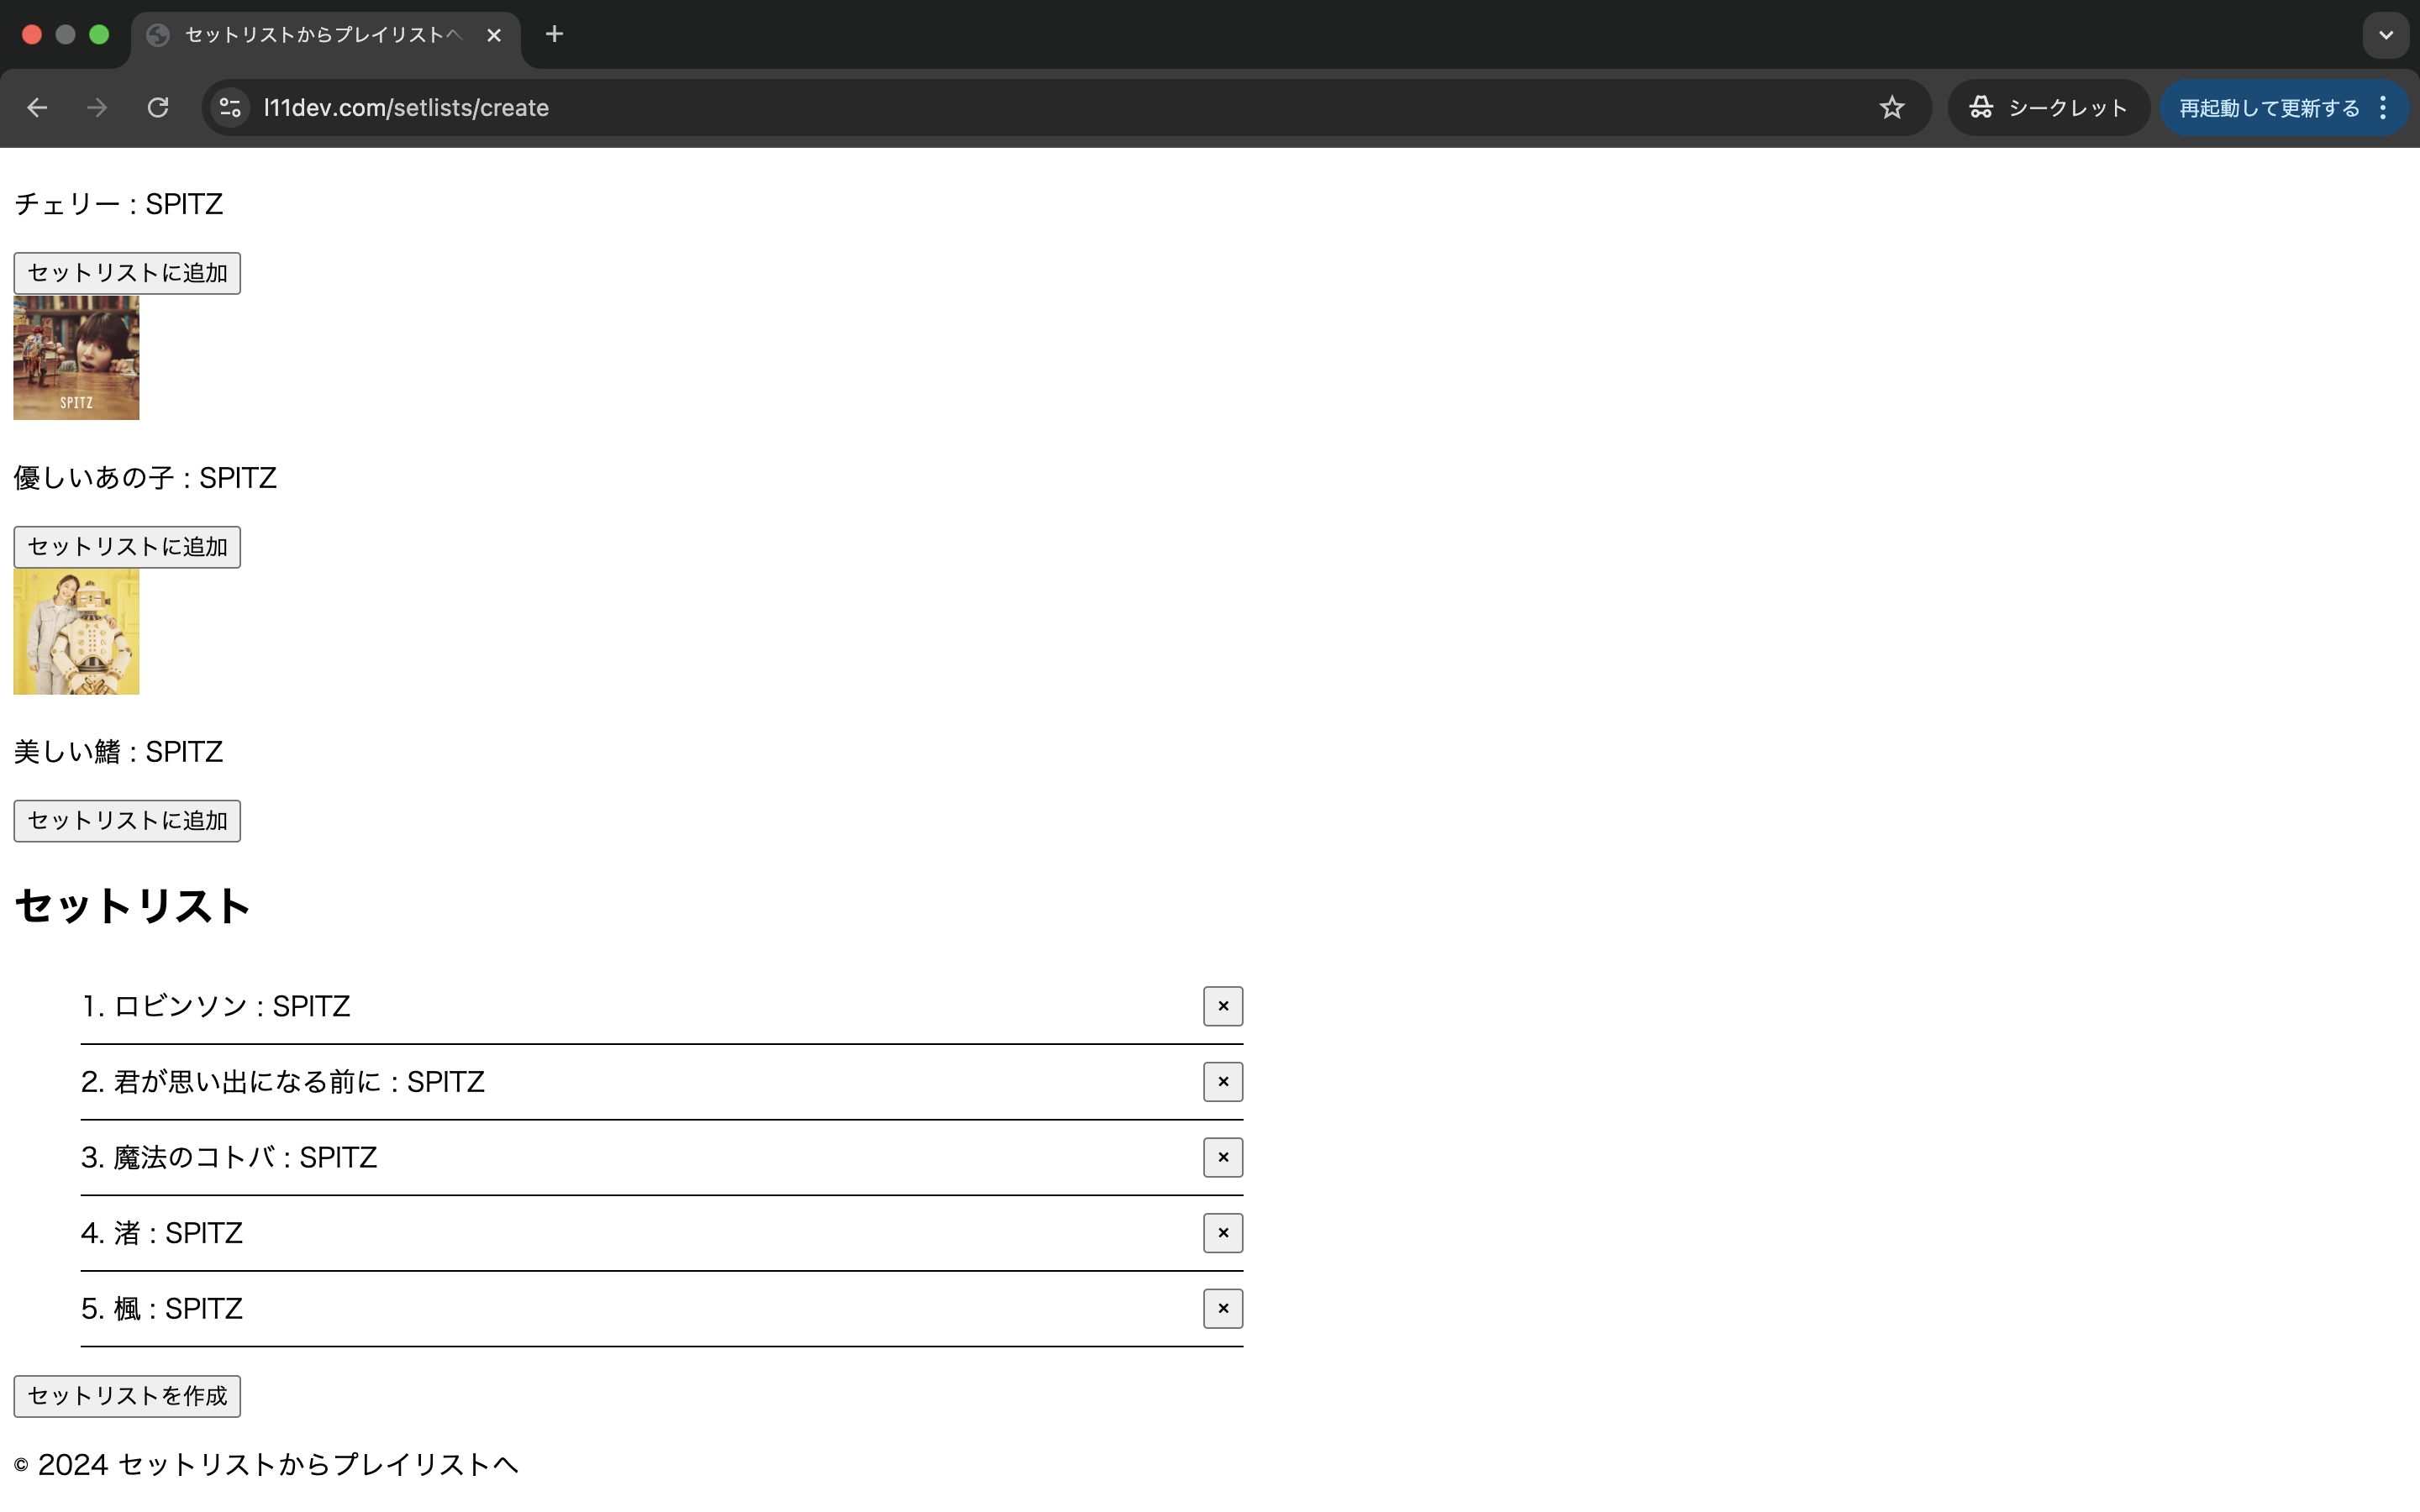 セットリストからプレイリストへ
l11dev.com/setlists/create
シークレット
再起動して更新する
チェリー : SPITZ
セットリストに追加
SPITZ
優しいあの子 : SPITZ
セットリストに追加
美しい鰭 : SPITZ
セットリストに追加
セットリスト
1. ロビンソン : SPITZ
×
2. 君が思い出になる前に : SPITZ
×
3. 魔法のコトバ : SPITZ
×
4. 渚 : SPITZ
×
5. 楓 : SPITZ
×
セットリストを作成
© 2024 セットリストからプレイリストへ